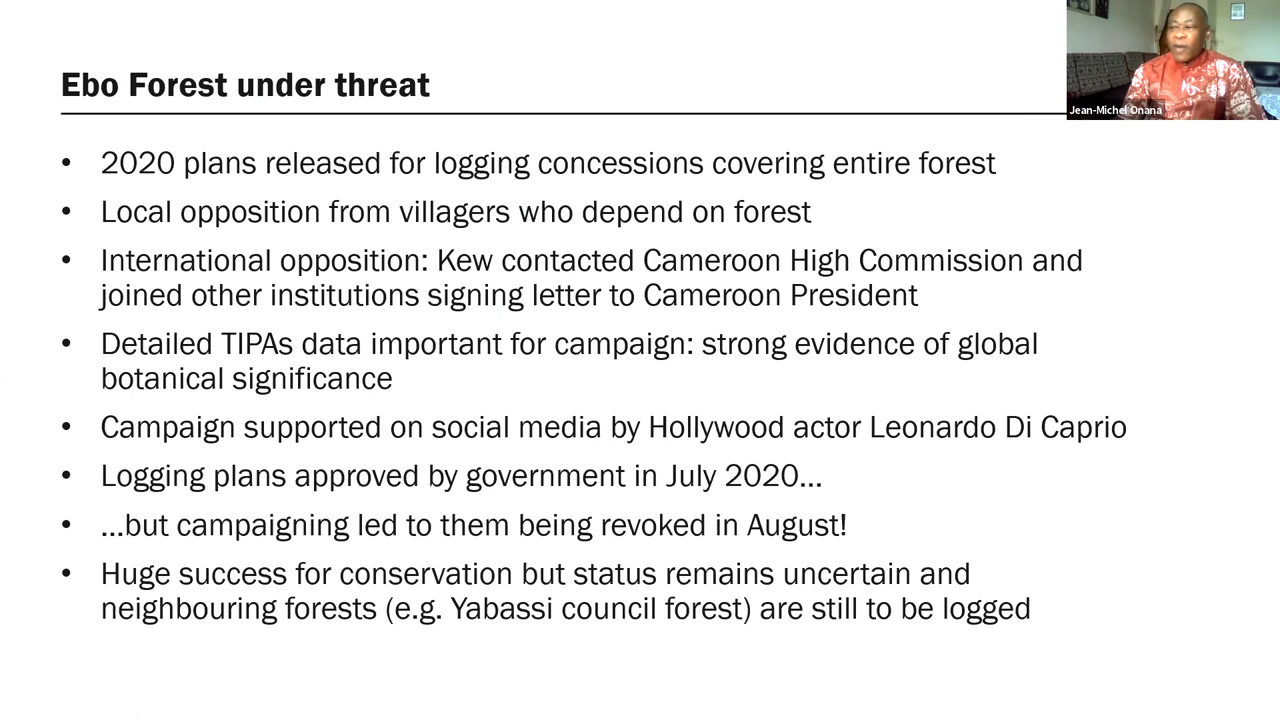 Ebo Forest under threat
Jean-Michel Onana
• 2020 plans released for logging concessions covering entire forest
• Local opposition from villagers who depend on forest
• International opposition: Kew contacted Cameroon High Commission and
joined other institutions signing letter to Cameroon President
• Detailed TIPAs data important for campaign: strong evidence of global
botanical significance
• Campaign supported on social media by Hollywood actor Leonardo Di Caprio
• Logging plans approved by government in July 2020...
• ...but campaigning led to them being revoked in August!
• Huge success for conservation but status remains uncertain and
neighbouring forests (e.g. Yabassi council forest) are still to be logged